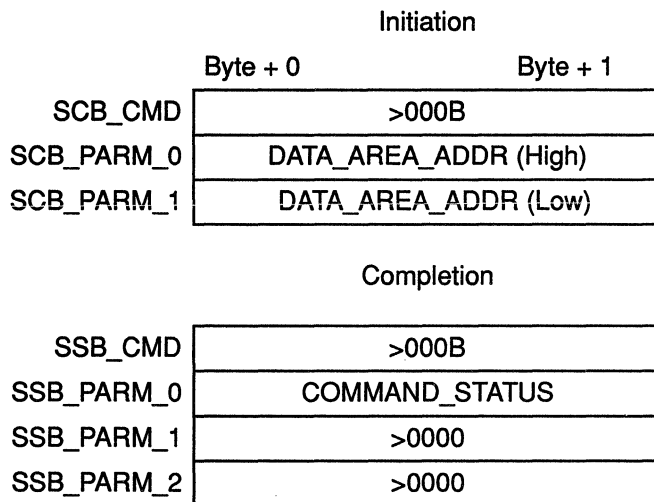 Initiation
Byte + 0 Byte + 1
SCB_CMD >000B
SCB_PARM_0 DATA_AREA_ADDR (High)
SCB_PARM_1 DATA_AREA_ADDR (Low)
Completion
SSB_CMD >000B
SSB_PARM_0 COMMAND_STATUS
SSB_PARM_1 >0000
SSB_PARM_2 >0000